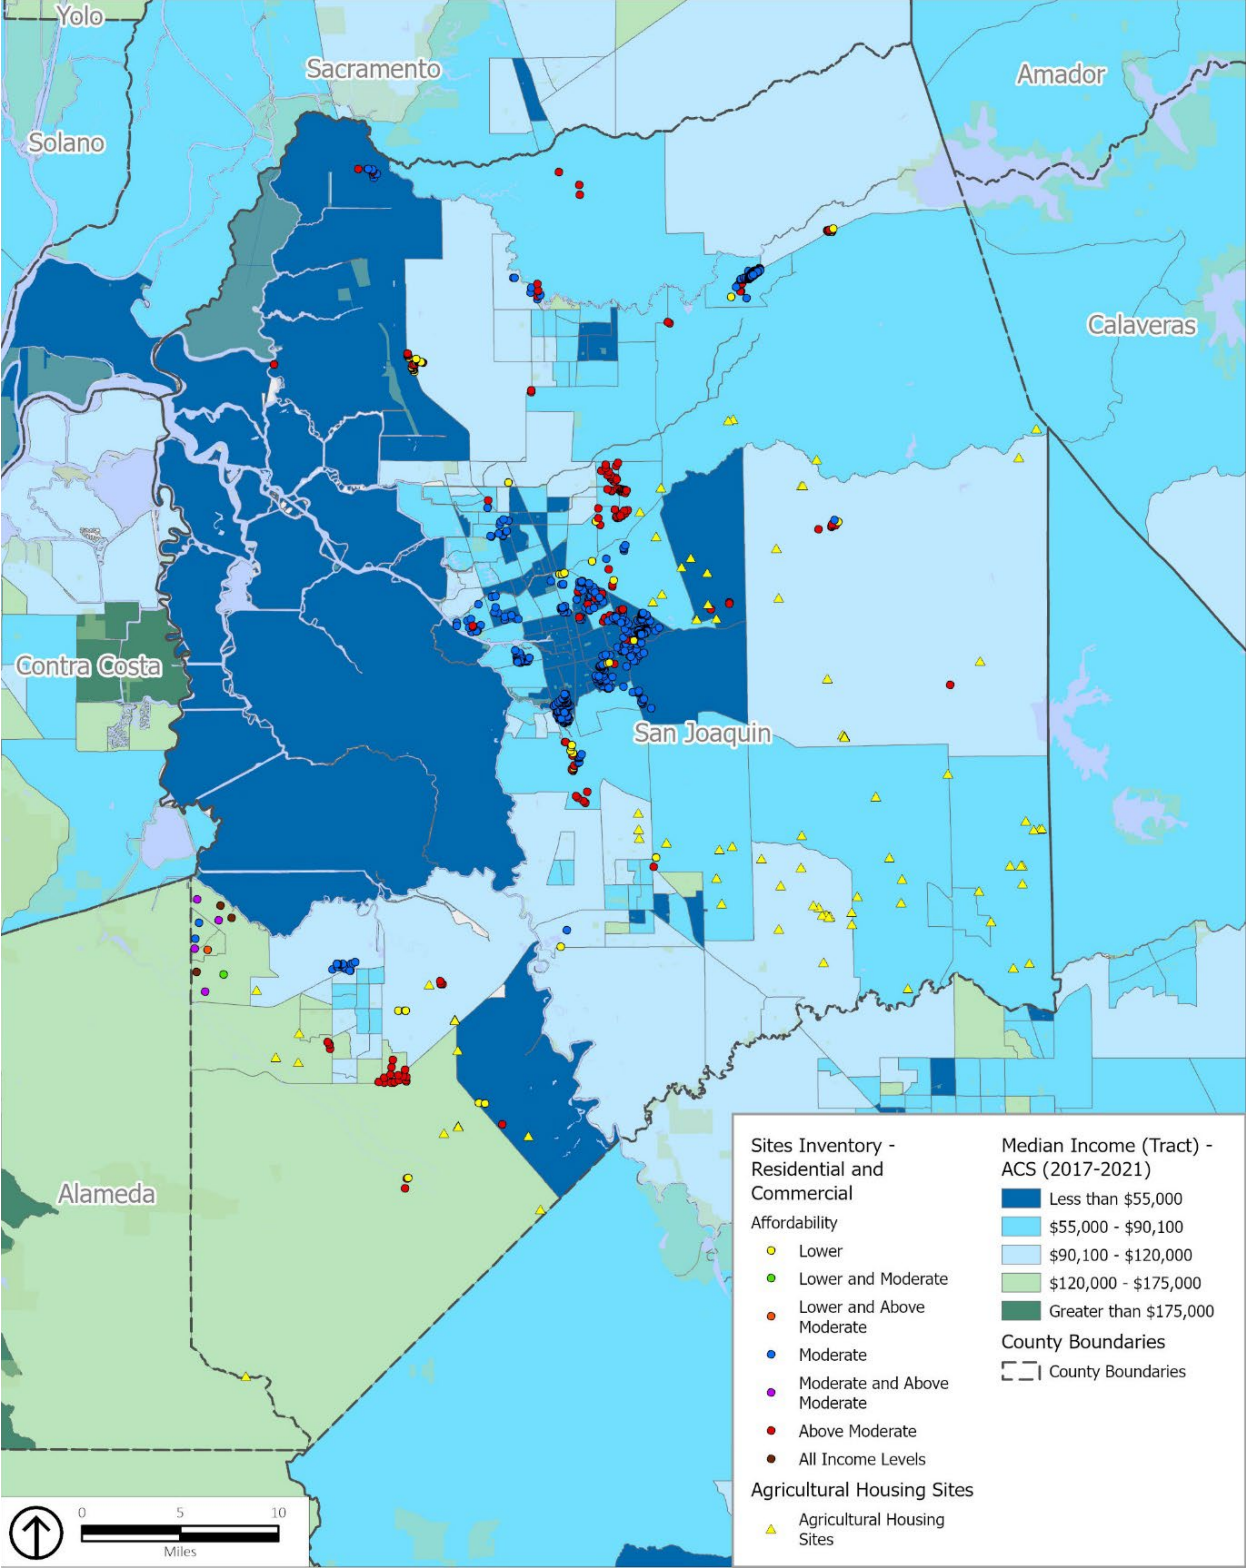 Yolo
Sacramento
Amador
Solano
Calaveras
Contra Costa
San Joaquin
Alameda
Sites Inventory -
Residential and
Commercial
Affordability
Lower
Lower and Moderate
Lower and Above
Moderate
Moderate
Moderate and Above
Moderate
Above Moderate
All Income Levels
Agricultural Housing Sites
Agricultural Housing
Sites
Median Income (Tract) -
ACS (2017-2021)
Less than $55,000
$55,000 - $90,100
$90,100 - $120,000
$120,000 - $175,000
Greater than $175,000
County Boundaries
County Boundaries
0 5 10
Miles